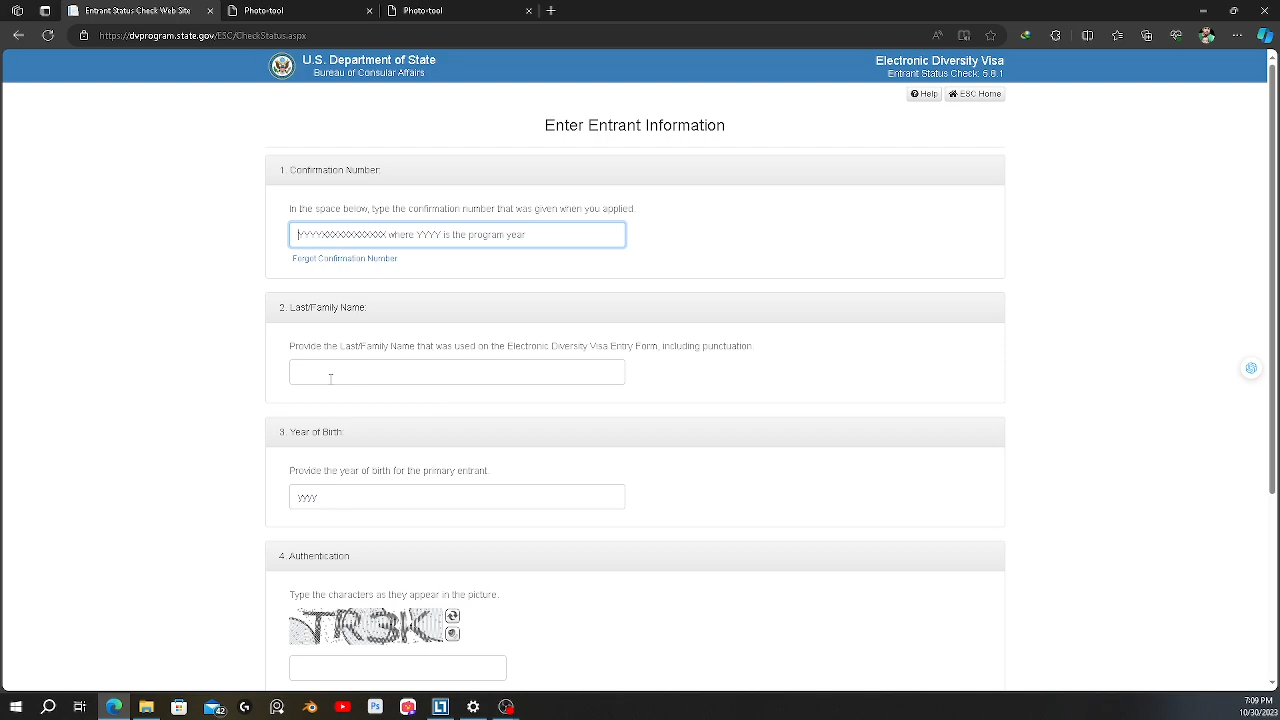 Entrant Status Check Web Site
Photo tool
Photo tool
https://dvprogram.state.gov/ESC/CheckStatus.aspx
U.S. Department of State
Bureau of Consular Affairs
Electronic Diversity Visa
Entrant Status Check: 5.8.1
Help
ESC Home
Enter Entrant Information
1. Confirmation Number:
In the space below, type the confirmation number that was given when you applied.
where YYYY is the program year
Forgot Confirmation Number
2. Last/Family Name:
Provide the Last/Family Name that was used on the Electronic Diversity Visa Entry Form, including punctuation.
3. Year of Birth:
Provide the year of birth for the primary entrant.
yyyy
4. Authentication
Type the characters as they appear in the picture.
7:09 PM
10/30/2023